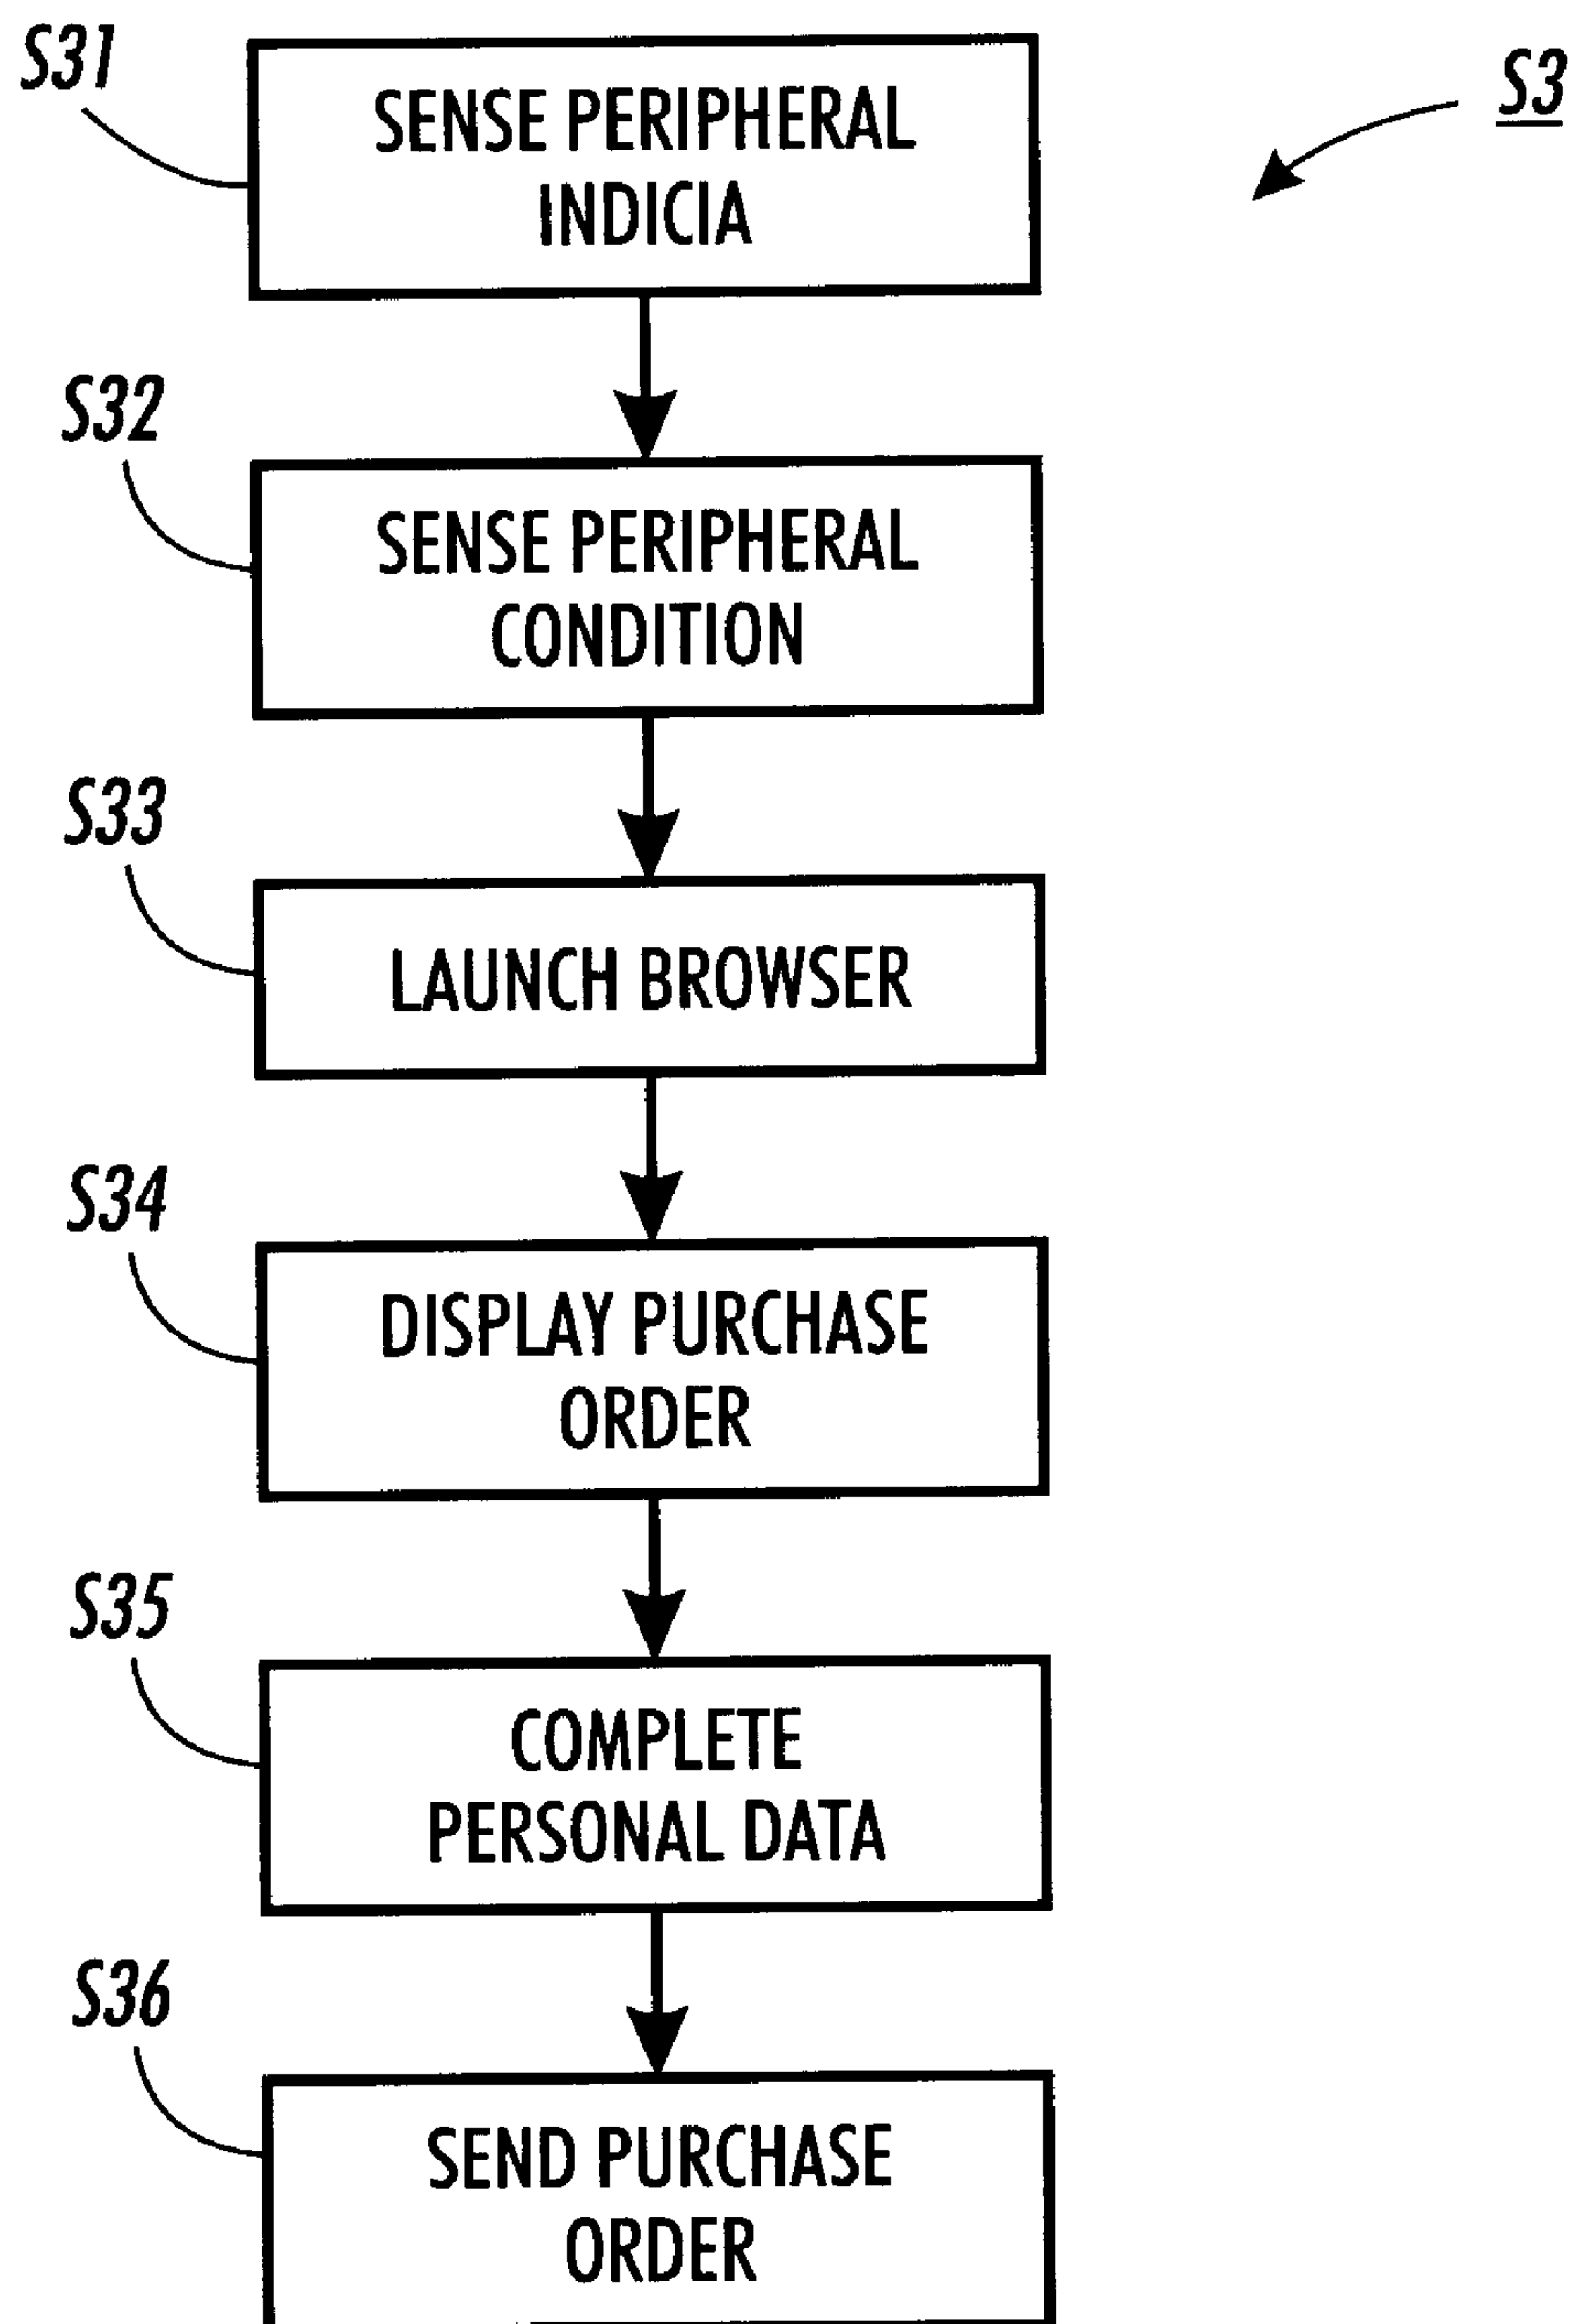 S31
S3
SENSE PERIPHERAL
INDICIA
S32
SENSE PERIPHERAL
CONDITION
S33
LAUNCH BROWSER
S34
DISPLAY PURCHASE
ORDER
S35
COMPLETE
PERSONAL DATA
S36
SEND PURCHASE
ORDER